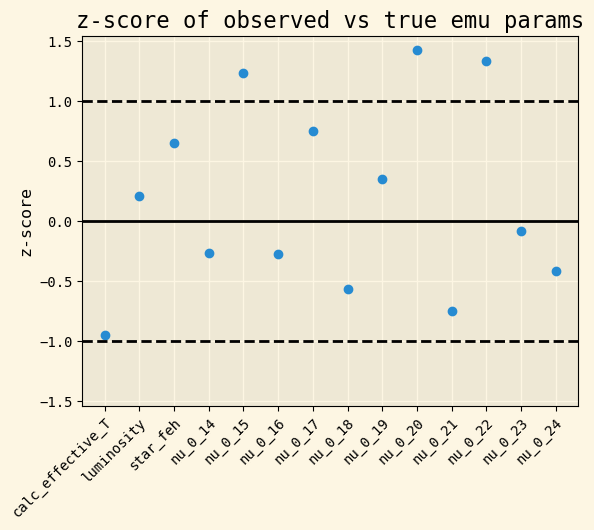 z-score of observed vs true emu params
z-score
1.5
1.0
0.5
0.0
−0.5
−1.0
−1.5
calc_effective_T
luminosity
star_feh
nu_0_14
nu_0_15
nu_0_16
nu_0_17
nu_0_18
nu_0_19
nu_0_20
nu_0_21
nu_0_22
nu_0_23
nu_0_24